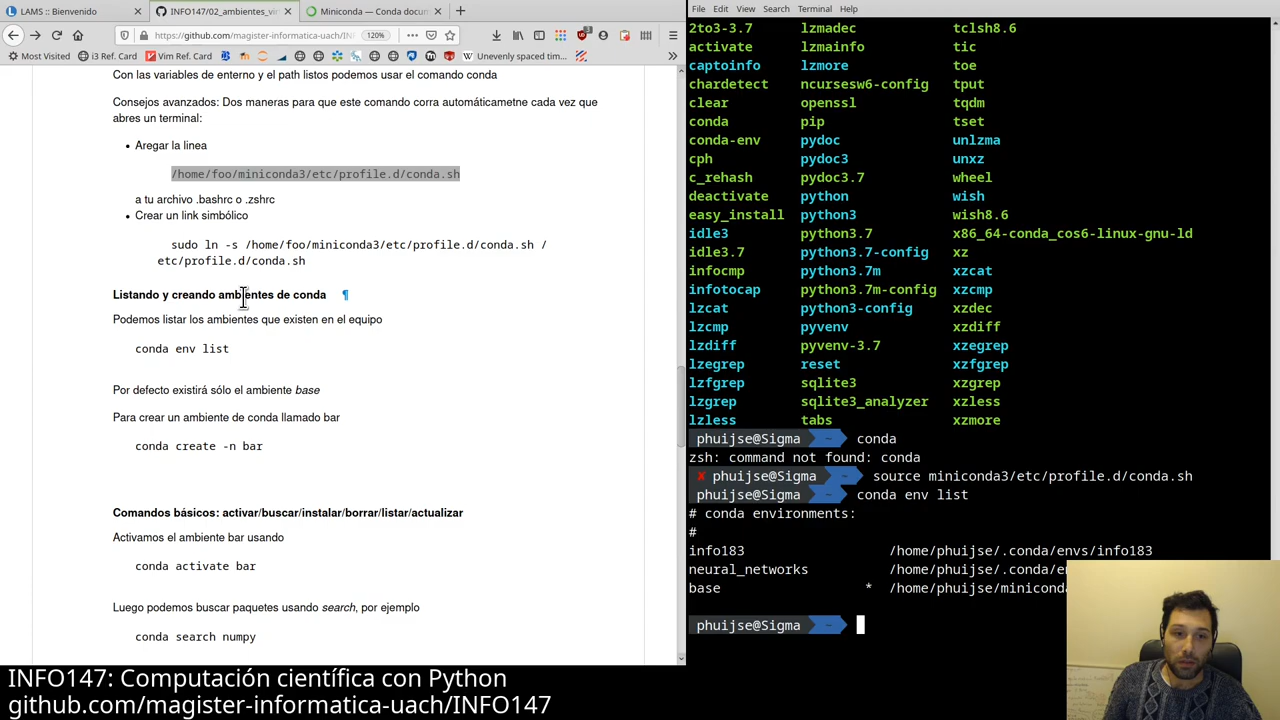 LAMS :: Bienvenido
INFO147/02_ambientes_vir
Miniconda — Conda docum
https://github.com/magister-informatica-uach/INF
120%
Most Visited
i3 Ref. Card
Vim Ref. Card
Unevenly spaced tim...
Con las variables de enterno y el path listos podemos usar el comando conda
Consejos avanzados: Dos maneras para que este comando corra automáticametne cada vez que
abres un terminal:
• Aregar la linea
/home/foo/miniconda3/etc/profile.d/conda.sh
a tu archivo .bashrc o .zshrc
• Crear un link simbólico
sudo ln -s /home/foo/miniconda3/etc/profile.d/conda.sh /
etc/profile.d/conda.sh
Listando y creando ambientes de conda ¶
Podemos listar los ambientes que existen en el equipo
conda env list
Por defecto existirá sólo el ambiente base
Para crear un ambiente de conda llamado bar
conda create -n bar
Comandos básicos: activar/buscar/instalar/borrar/listar/actualizar
Activamos el ambiente bar usando
conda activate bar
Luego podemos buscar paquetes usando search, por ejemplo
conda search numpy
File Edit View Search Terminal Help
2to3-3.7 lzmadec tclsh8.6
activate lzmainfo tic
captoinfo lzmore toe
chardetect ncursesw6-config tput
clear openssl tqdm
conda pip tset
conda-env pydoc unlzma
cph pydoc3 unxz
c_rehash pydoc3.7 wheel
deactivate python wish
easy_install python3 wish8.6
idle3 python3.7 x86_64-conda_cos6-linux-gnu-ld
idle3.7 python3.7-config xz
infocmp python3.7m xzcat
infotocap python3.7m-config xzcmp
lzcat python3-config xzdec
lzcmp pyvenv xzdiff
lzdiff pyvenv-3.7 xzegrep
lzegrep reset xzfgrep
lzfgrep sqlite3 xzgrep
lzgrep sqlite3_analyzer xzless
lzless tabs xzmore
phuijse@Sigma ~ conda
zsh: command not found: conda
✘ phuijse@Sigma ~ source miniconda3/etc/profile.d/conda.sh
phuijse@Sigma ~ conda env list
# conda environments:
#
info183 /home/phuijse/.conda/envs/info183
neural_networks /home/phuijse/.conda/en
base * /home/phuijse/minicond
phuijse@Sigma ~
INFO147: Computación científica con Python
github.com/magister-informatica-uach/INFO147